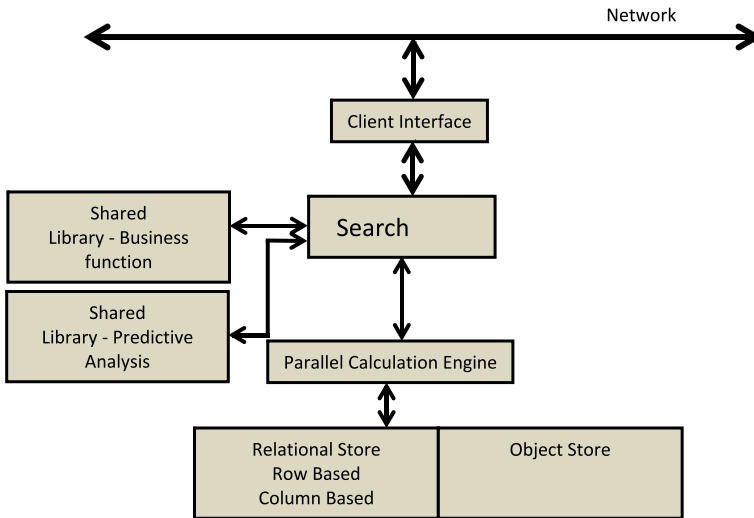 Network
Client Interface
Shared
Library - Business
function
Search
Shared
Library - Predictive
Analysis
Parallel Calculation Engine
Relational Store
Row Based
Column Based
Object Store